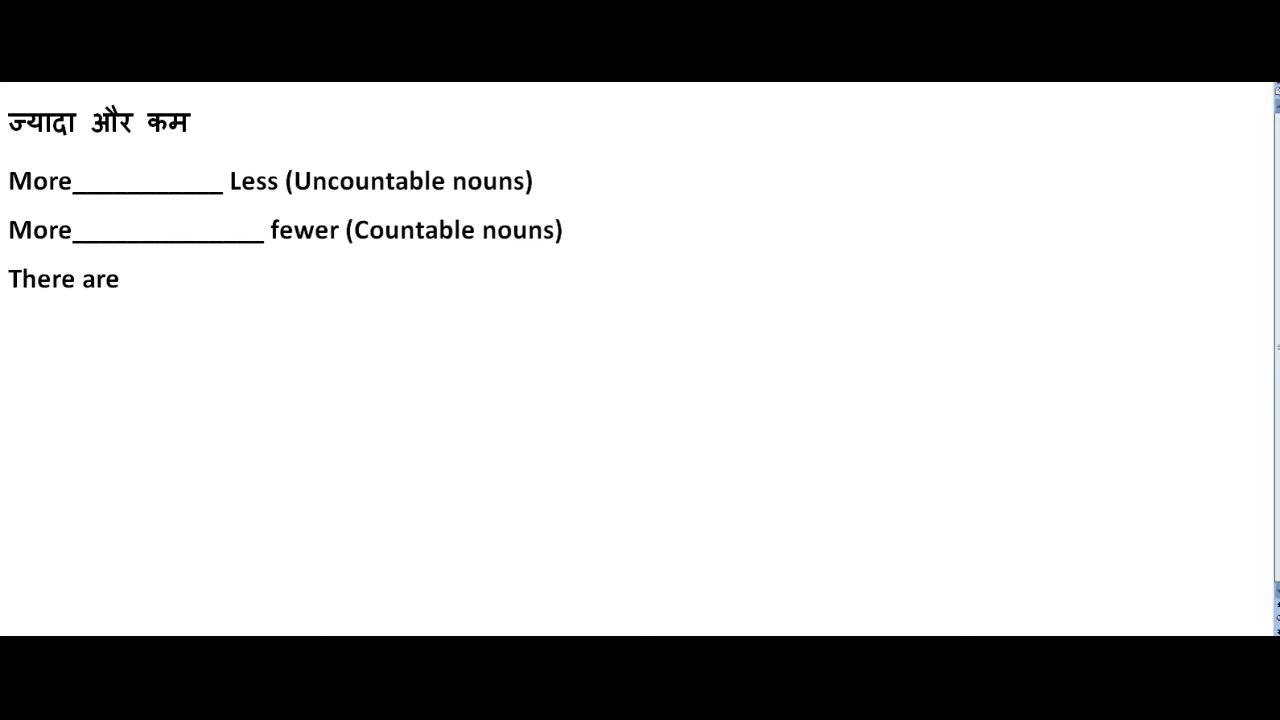 ज्यादा और कम
More___________ Less (Uncountable nouns)
More______________ fewer (Countable nouns)
There are